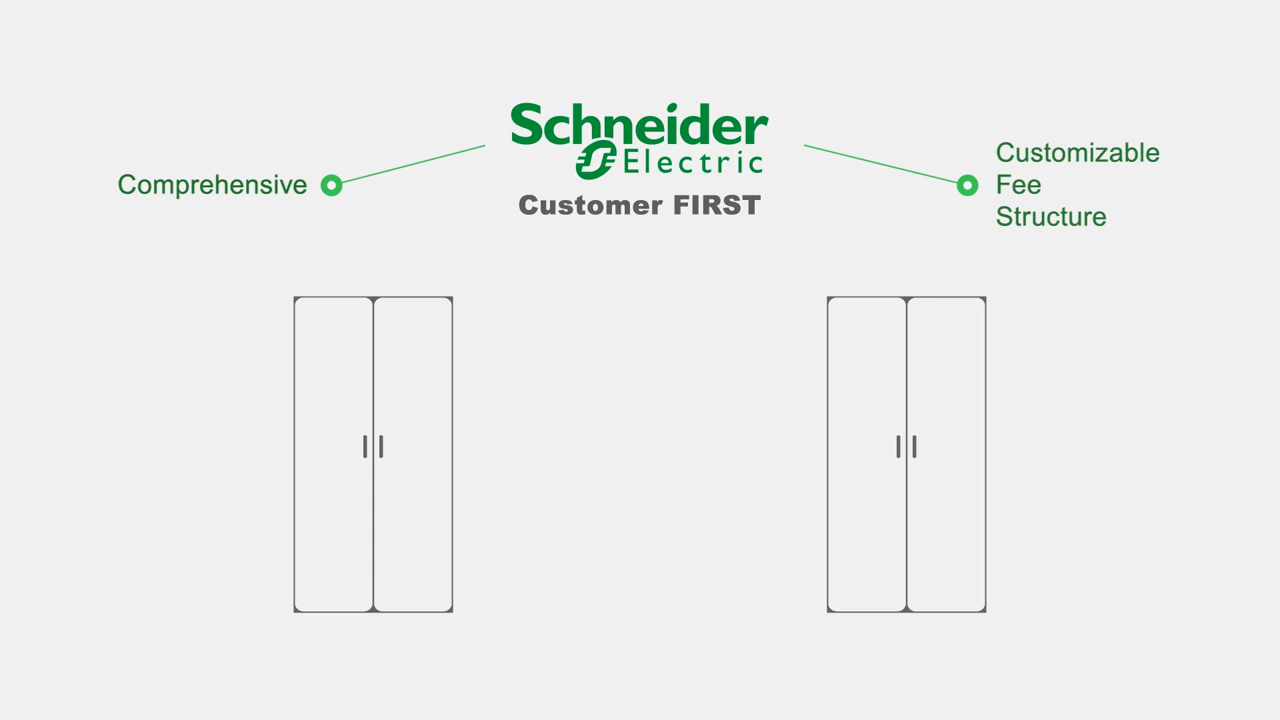 Schneider
Electric
Customer FIRST
Comprehensive
Customizable
Fee
Structure